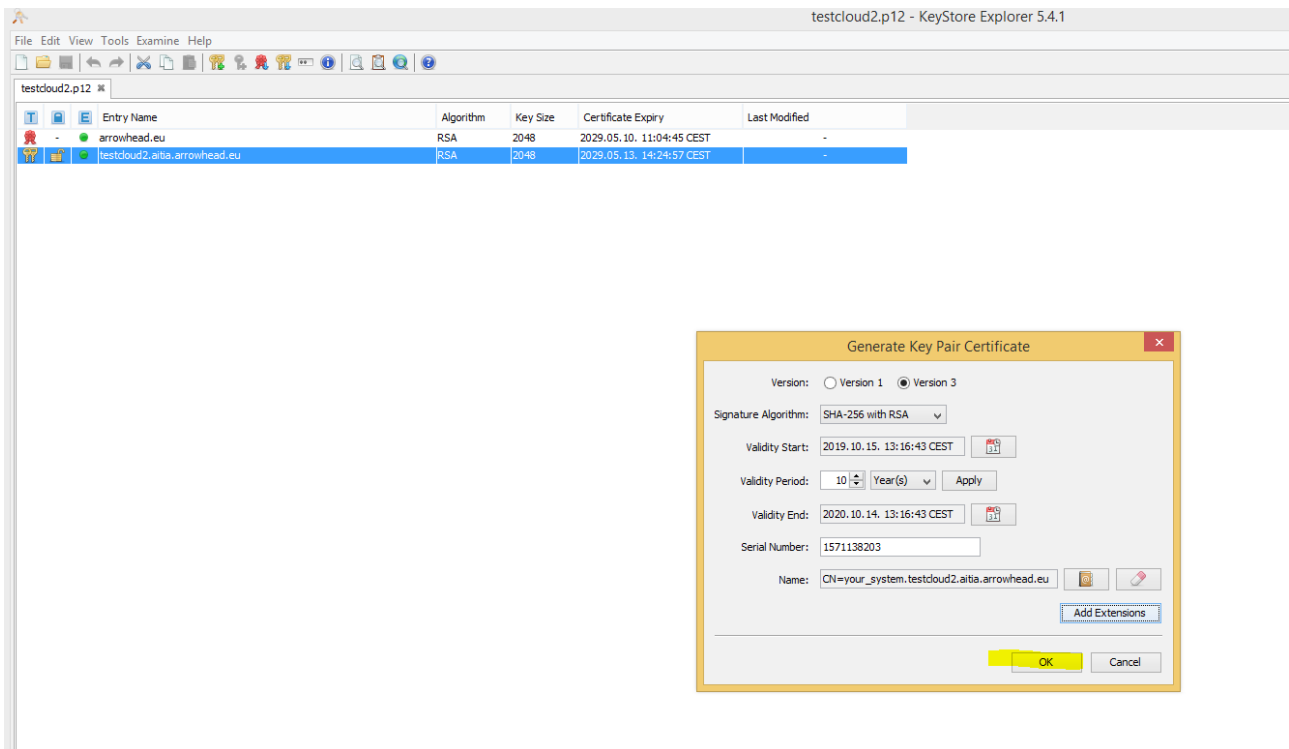 testcloud2.p12 - KeyStore Explorer 5.4.1
File Edit View Tools Examine Help
testcloud2.p12
T E Entry Name Algorithm Key Size Certificate Expiry Last Modified
- arrowhead.eu RSA 2048 2029.05.10. 11:04:45 CEST -
testcloud2.aitia.arrowhead.eu RSA 2048 2029.05.13. 14:24:57 CEST -
Generate Key Pair Certificate
Version: Version 1 Version 3
Signature Algorithm: SHA-256 with RSA
Validity Start: 2019.10.15. 13:16:43 CEST
Validity Period: 10 Year(s) Apply
Validity End: 2020.10.14. 13:16:43 CEST
Serial Number: 1571138203
Name: CN=your_system.testcloud2.aitia.arrowhead.eu
Add Extensions
OK Cancel